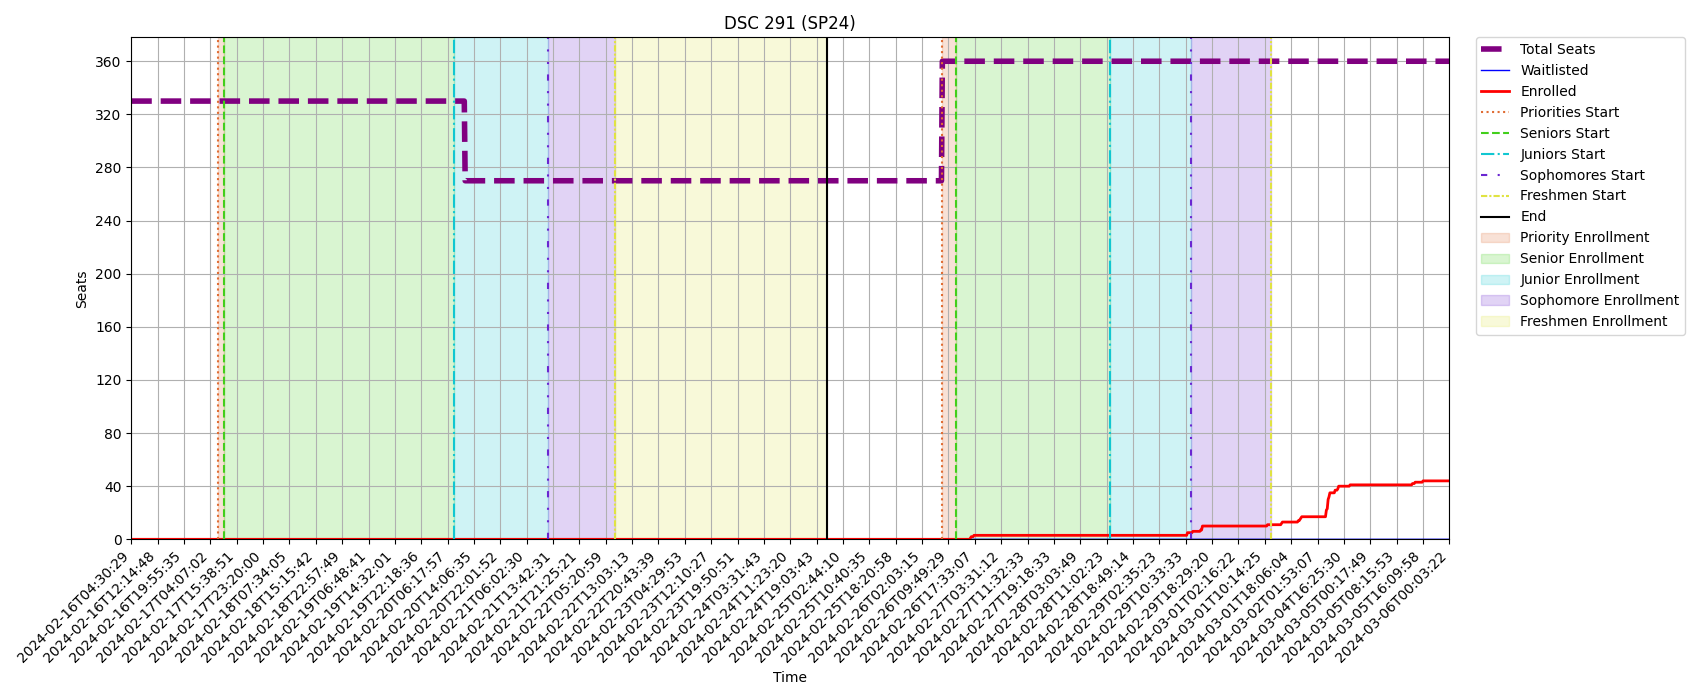 DSC 291 (SP24)
Seats
360
320
280
240
200
160
120
80
40
0
2024-02-16T04:30:29
2024-02-16T12:14:48
2024-02-16T19:55:35
2024-02-17T04:07:02
2024-02-17T15:38:51
2024-02-17T23:20:00
2024-02-18T07:34:05
2024-02-18T15:15:42
2024-02-18T22:57:49
2024-02-19T06:48:41
2024-02-19T14:32:01
2024-02-19T22:18:36
2024-02-20T06:17:57
2024-02-20T14:06:35
2024-02-20T22:01:52
2024-02-21T06:02:30
2024-02-21T13:42:31
2024-02-21T21:25:21
2024-02-22T05:20:59
2024-02-22T13:03:13
2024-02-22T20:43:39
2024-02-23T04:29:53
2024-02-23T12:10:27
2024-02-23T19:50:51
2024-02-24T03:31:43
2024-02-24T11:23:20
2024-02-24T19:03:43
2024-02-25T02:44:10
2024-02-25T10:40:35
2024-02-25T18:20:58
2024-02-26T02:03:15
2024-02-26T09:49:23
2024-02-26T17:33:07
2024-02-27T03:31:12
2024-02-27T11:32:33
2024-02-27T19:18:33
2024-02-28T03:03:49
2024-02-28T11:02:23
2024-02-28T18:49:14
2024-02-29T02:35:23
2024-02-29T10:33:33
2024-02-29T18:29:20
2024-03-01T02:16:22
2024-03-01T10:14:25
2024-03-01T18:06:04
2024-03-02T01:53:07
2024-03-04T16:25:30
2024-03-05T00:17:49
2024-03-05T08:15:53
2024-03-05T16:09:58
2024-03-06T00:03:22
Time
Total Seats
Waitlisted
Enrolled
Priorities Start
Seniors Start
Juniors Start
Sophomores Start
Freshmen Start
End
Priority Enrollment
Senior Enrollment
Junior Enrollment
Sophomore Enrollment
Freshmen Enrollment